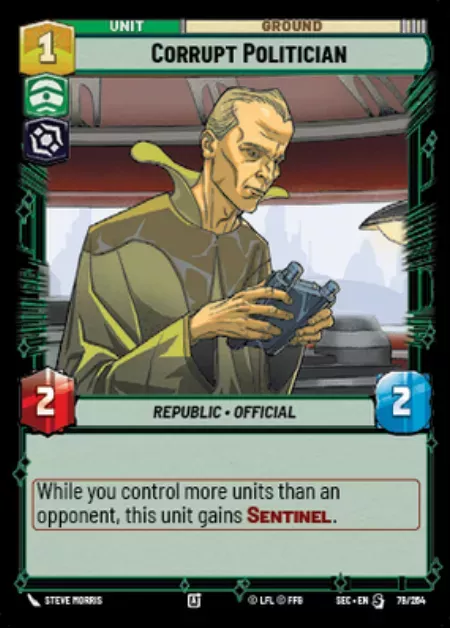 UNIT
GROUND
1
CORRUPT POLITICIAN
2
2
REPUBLIC • OFFICIAL
While you control more units than an
opponent, this unit gains SENTINEL.
STEVE MORRIS
A
© LFL © FFG
SEC • EN
78/264